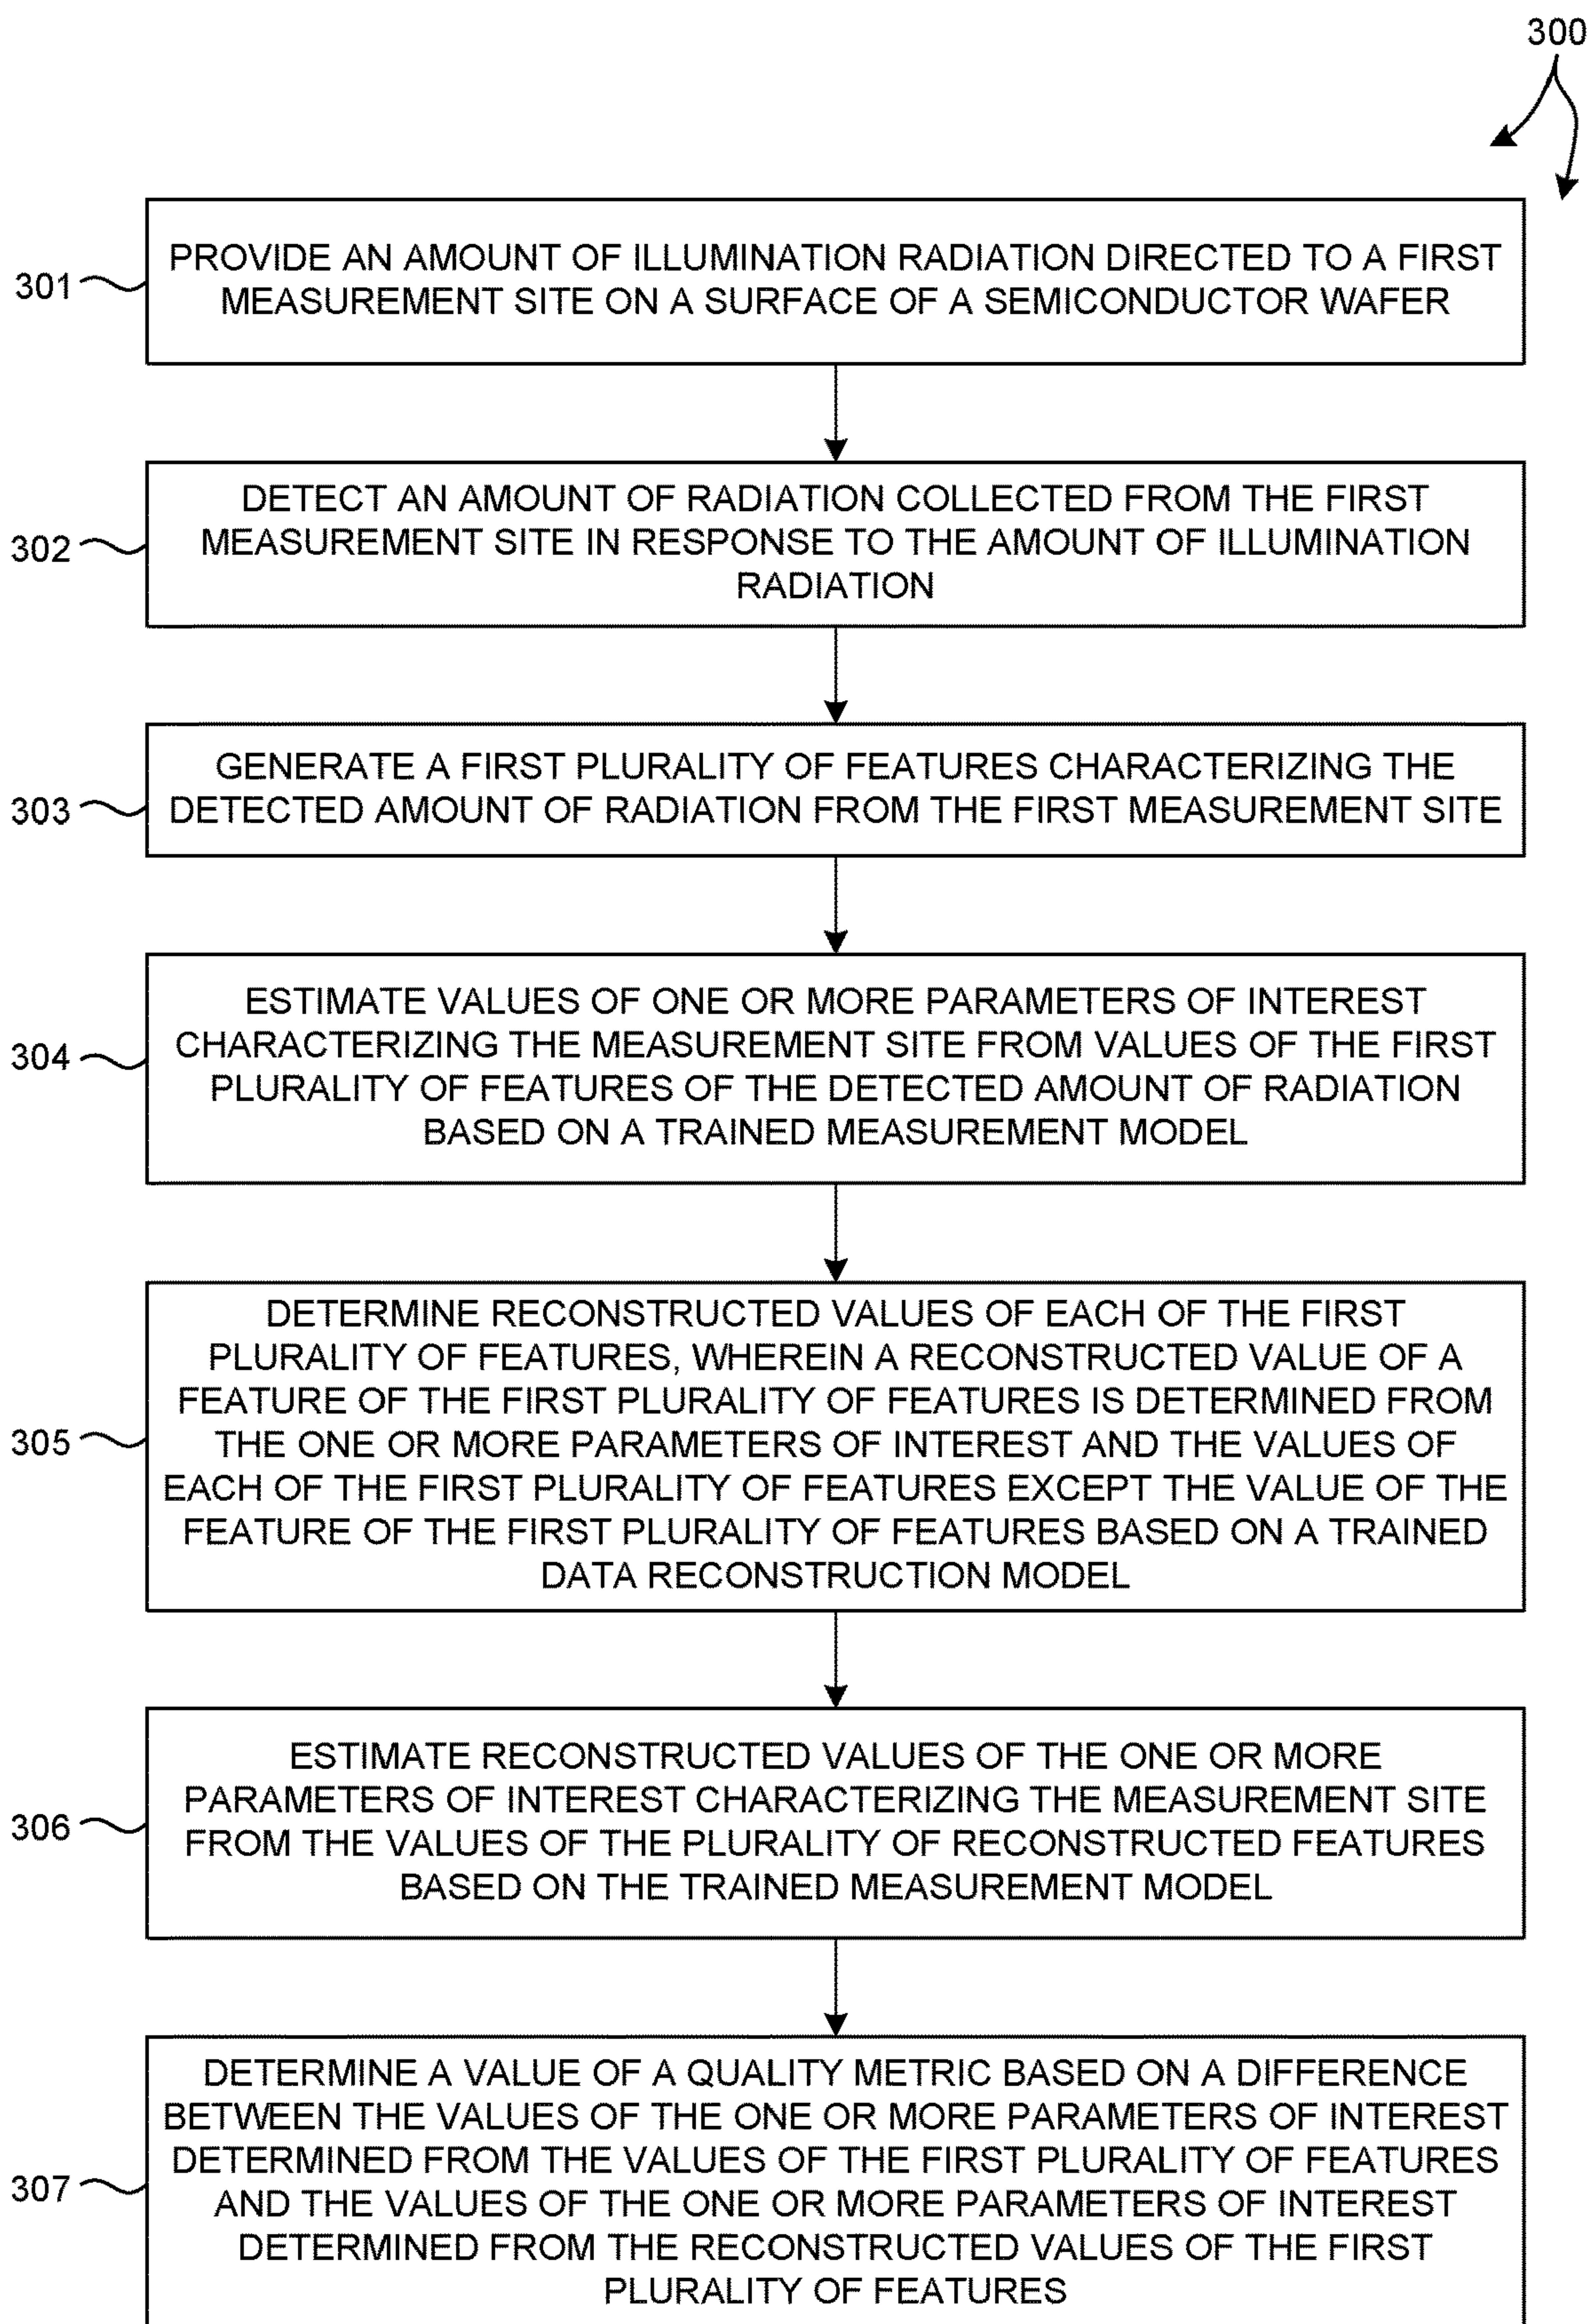 300
301
PROVIDE AN AMOUNT OF ILLUMINATION RADIATION DIRECTED TO A FIRST
MEASUREMENT SITE ON A SURFACE OF A SEMICONDUCTOR WAFER
302
DETECT AN AMOUNT OF RADIATION COLLECTED FROM THE FIRST
MEASUREMENT SITE IN RESPONSE TO THE AMOUNT OF ILLUMINATION
RADIATION
303
GENERATE A FIRST PLURALITY OF FEATURES CHARACTERIZING THE
DETECTED AMOUNT OF RADIATION FROM THE FIRST MEASUREMENT SITE
304
ESTIMATE VALUES OF ONE OR MORE PARAMETERS OF INTEREST
CHARACTERIZING THE MEASUREMENT SITE FROM VALUES OF THE FIRST
PLURALITY OF FEATURES OF THE DETECTED AMOUNT OF RADIATION
BASED ON A TRAINED MEASUREMENT MODEL
305
DETERMINE RECONSTRUCTED VALUES OF EACH OF THE FIRST
PLURALITY OF FEATURES, WHEREIN A RECONSTRUCTED VALUE OF A
FEATURE OF THE FIRST PLURALITY OF FEATURES IS DETERMINED FROM
THE ONE OR MORE PARAMETERS OF INTEREST AND THE VALUES OF
EACH OF THE FIRST PLURALITY OF FEATURES EXCEPT THE VALUE OF THE
FEATURE OF THE FIRST PLURALITY OF FEATURES BASED ON A TRAINED
DATA RECONSTRUCTION MODEL
306
ESTIMATE RECONSTRUCTED VALUES OF THE ONE OR MORE
PARAMETERS OF INTEREST CHARACTERIZING THE MEASUREMENT SITE
FROM THE VALUES OF THE PLURALITY OF RECONSTRUCTED FEATURES
BASED ON THE TRAINED MEASUREMENT MODEL
307
DETERMINE A VALUE OF A QUALITY METRIC BASED ON A DIFFERENCE
BETWEEN THE VALUES OF THE ONE OR MORE PARAMETERS OF INTEREST
DETERMINED FROM THE VALUES OF THE FIRST PLURALITY OF FEATURES
AND THE VALUES OF THE ONE OR MORE PARAMETERS OF INTEREST
DETERMINED FROM THE RECONSTRUCTED VALUES OF THE FIRST
PLURALITY OF FEATURES